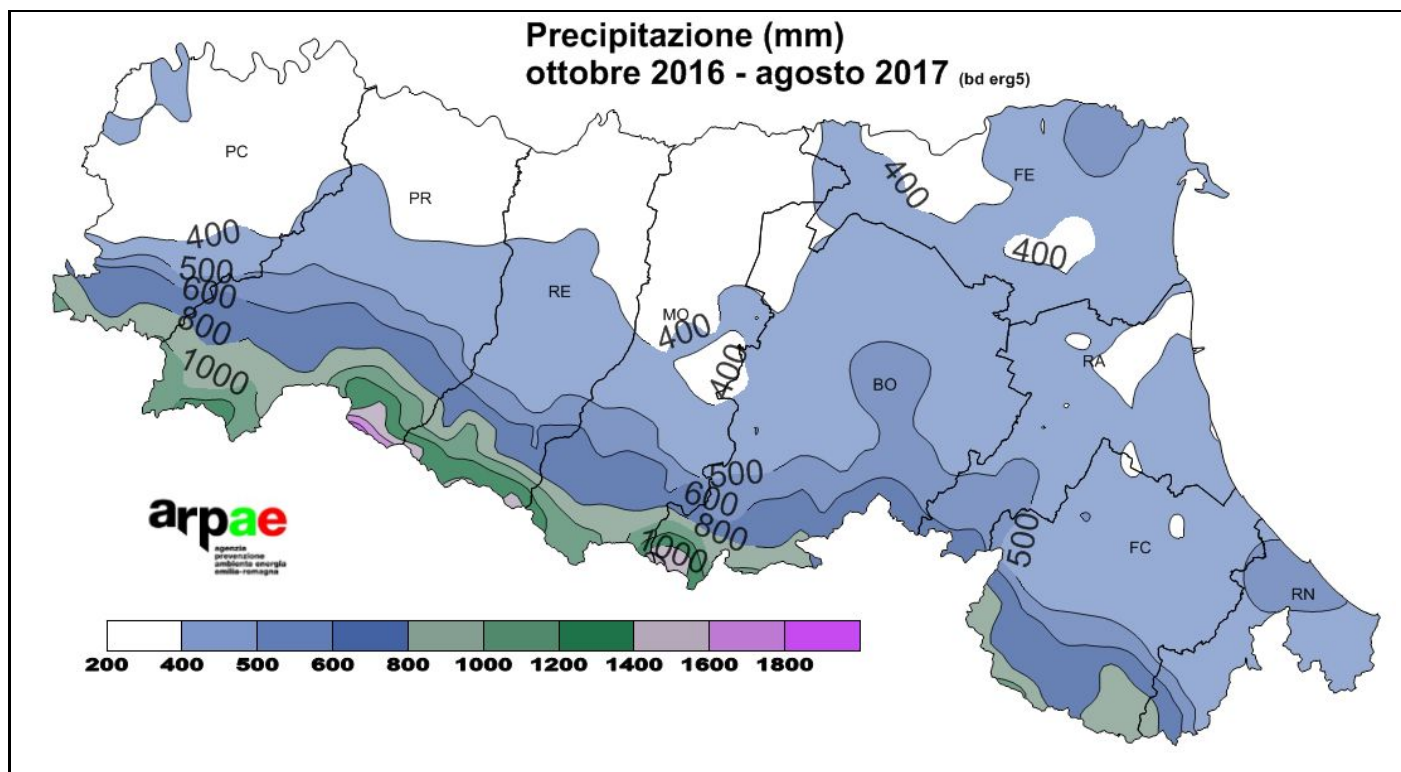 Precipitazione (mm)
ottobre 2016 - agosto 2017 (bd erg5)
PC
PR
RE
MO
FE
BO
RA
FC
RN
400
500
600
800
1000
400
400
400
400
500
600
800
1000
500
arpae
agenzia
prevenzione
ambiente energia
emilia-romagna
200 400 500 600 800 1000 1200 1400 1600 1800